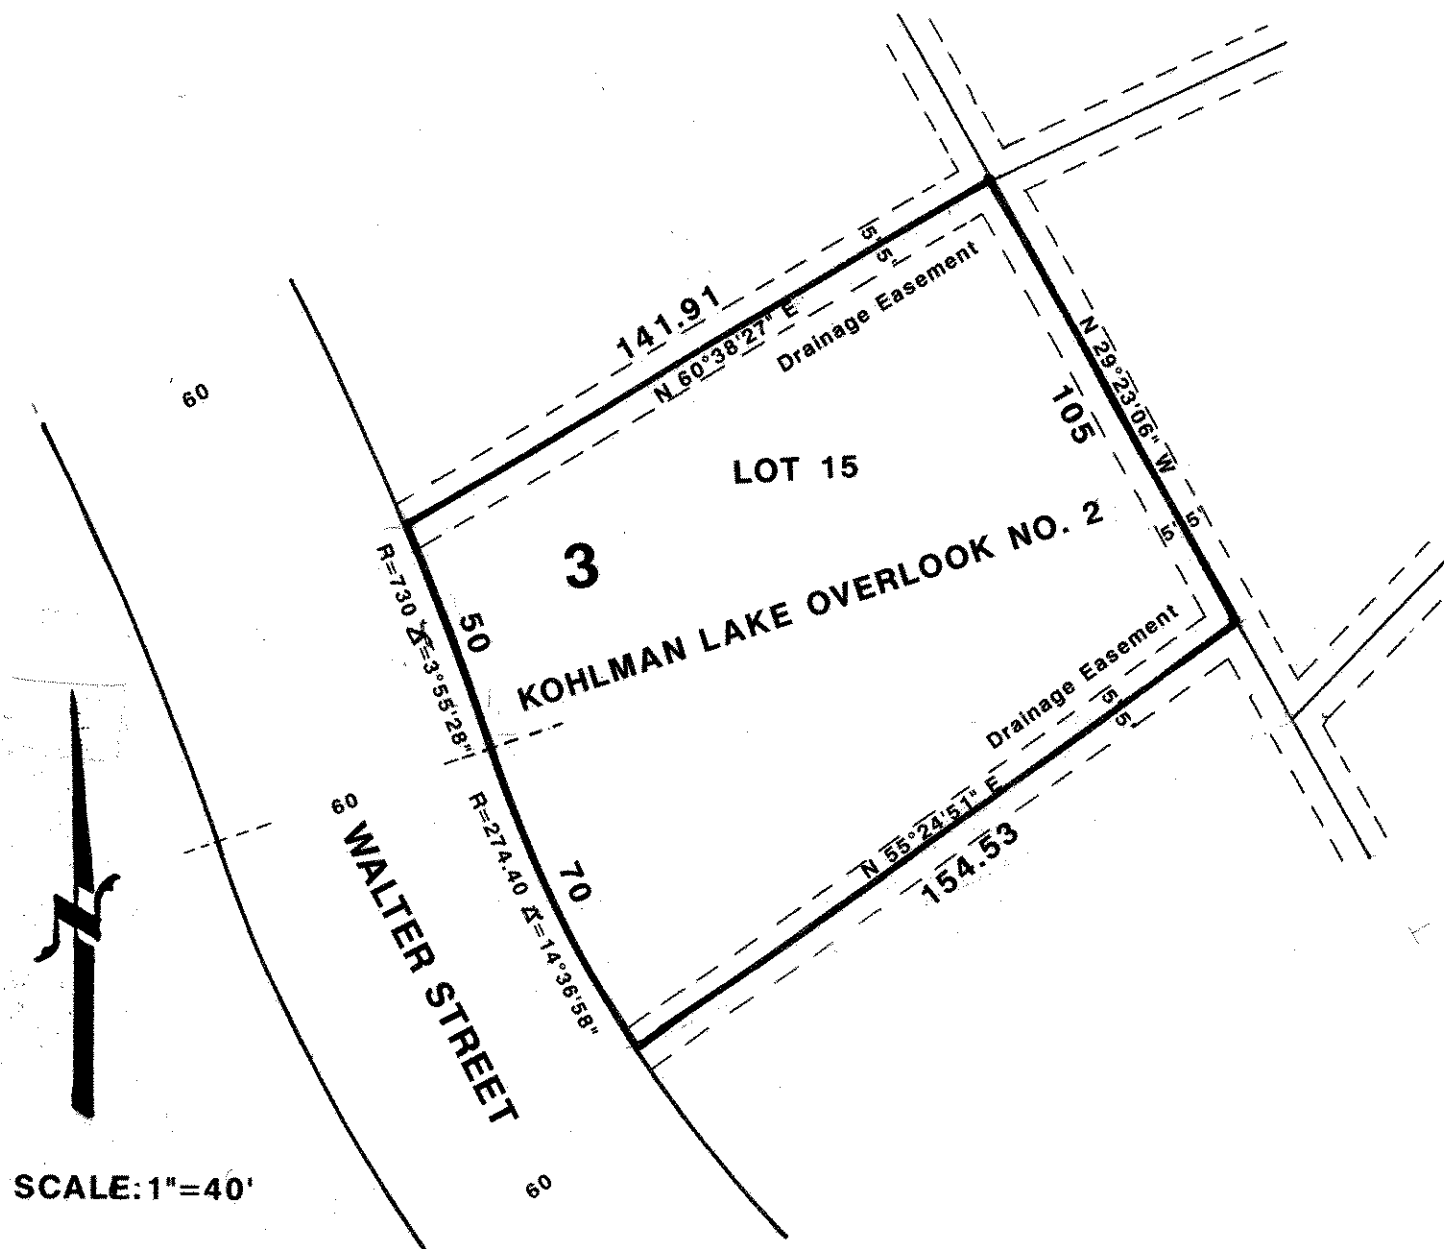 60
141.91
N 60°38'27" E
5'
5'
Drainage Easement
N 29°23'06" W
105
5' 5'
LOT 15
3
KOHLMAN LAKE OVERLOOK NO. 2
R=730 Δ=3°55'28"
50
Drainage Easement
5'
5'
N 55°24'51" E
154.53
60
WALTER STREET
R=274.40 Δ=14°36'58"
70
60
SCALE: 1"=40'